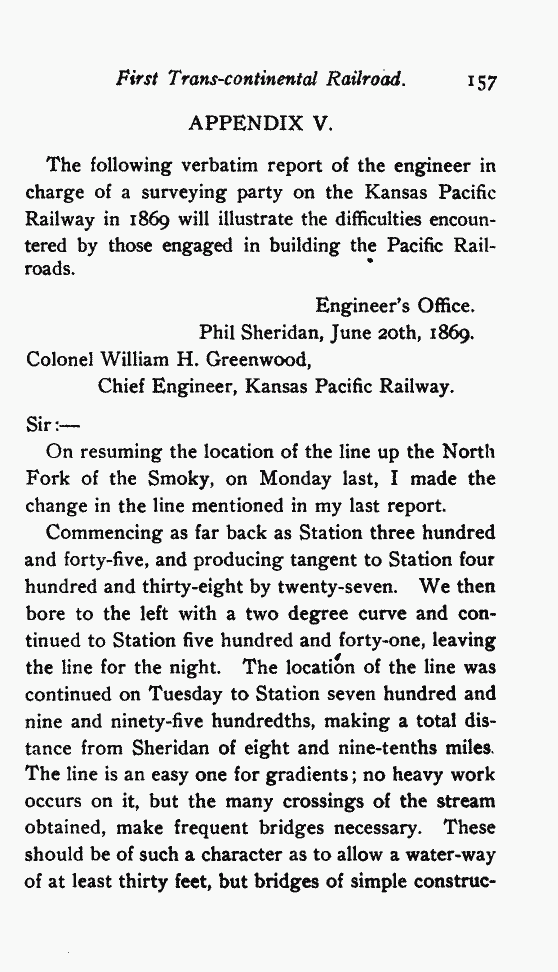 First Trans-continental Railroad. 157
APPENDIX V.
The following verbatim report of the engineer in
charge of a surveying party on the Kansas Pacific
Railway in 1869 will illustrate the difficulties encoun-
tered by those engaged in building the Pacific Rail-
roads.
Engineer's Office.
Phil Sheridan, June 20th, 1869.
Colonel William H. Greenwood,
Chief Engineer, Kansas Pacific Railway.
Sir:—
On resuming the location of the line up the North
Fork of the Smoky, on Monday last, I made the
change in the line mentioned in my last report.
Commencing as far back as Station three hundred
and forty-five, and producing tangent to Station four
hundred and thirty-eight by twenty-seven. We then
bore to the left with a two degree curve and con-
tinued to Station five hundred and forty-one, leaving
the line for the night. The location of the line was
continued on Tuesday to Station seven hundred and
nine and ninety-five hundredths, making a total dis-
tance from Sheridan of eight and nine-tenths miles.
The line is an easy one for gradients; no heavy work
occurs on it, but the many crossings of the stream
obtained, make frequent bridges necessary. These
should be of such a character as to allow a water-way
of at least thirty feet, but bridges of simple construc-